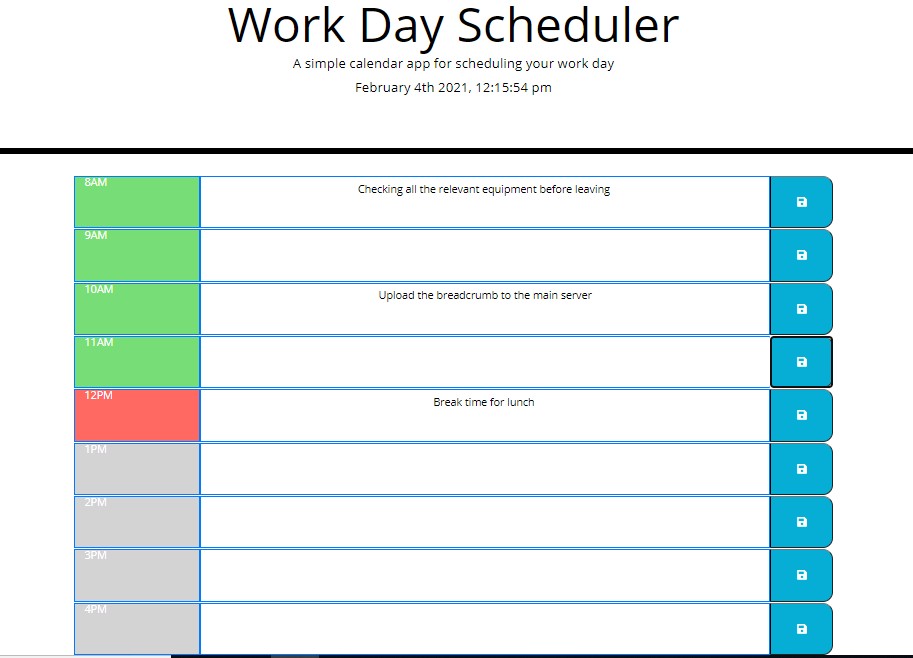 Work Day Scheduler
A simple calendar app for scheduling your work day
February 4th 2021, 12:15:54 pm
8AM
Checking all the relevant equipment before leaving
9AM
10AM
Upload the breadcrumb to the main server
11AM
12PM
Break time for lunch
1PM
2PM
3PM
4PM